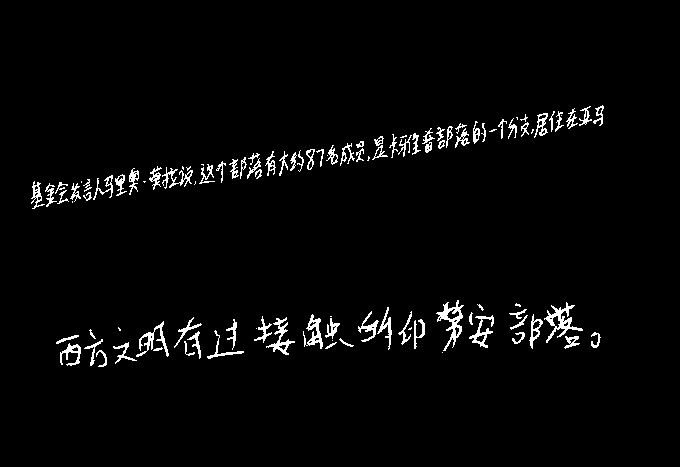 基金会发言人马里奥·莫拉说,这个部落有大约87名成员,是卡雅普部落的一个分支,居住在亚马
西方文明有过接触的印第安部落。